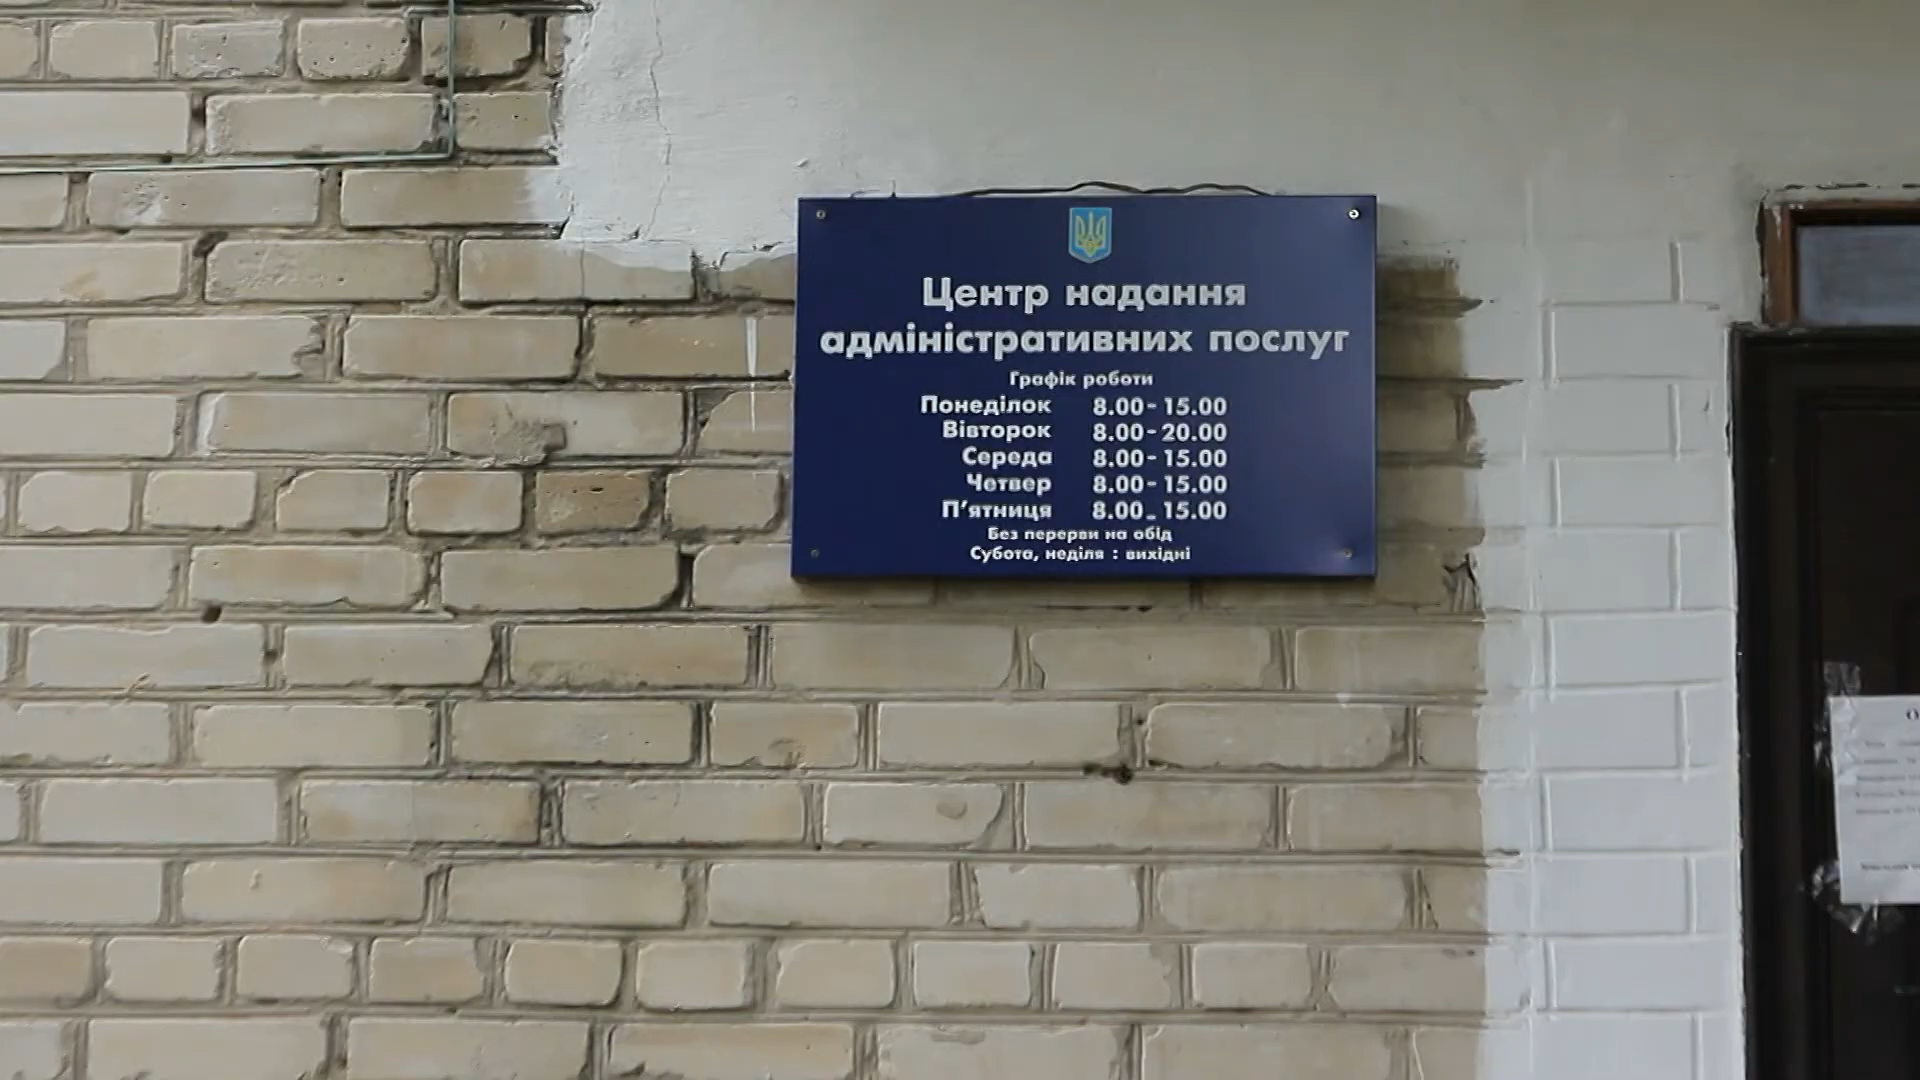 Центр надання
адміністративних послуг
Графік роботи
Понеділок 8.00-15.00
Вівторок 8.00-20.00
Середа 8.00-15.00
Четвер 8.00-15.00
П'ятниця 8.00-15.00
Без перерви на обід
Субота, неділя : вихідні